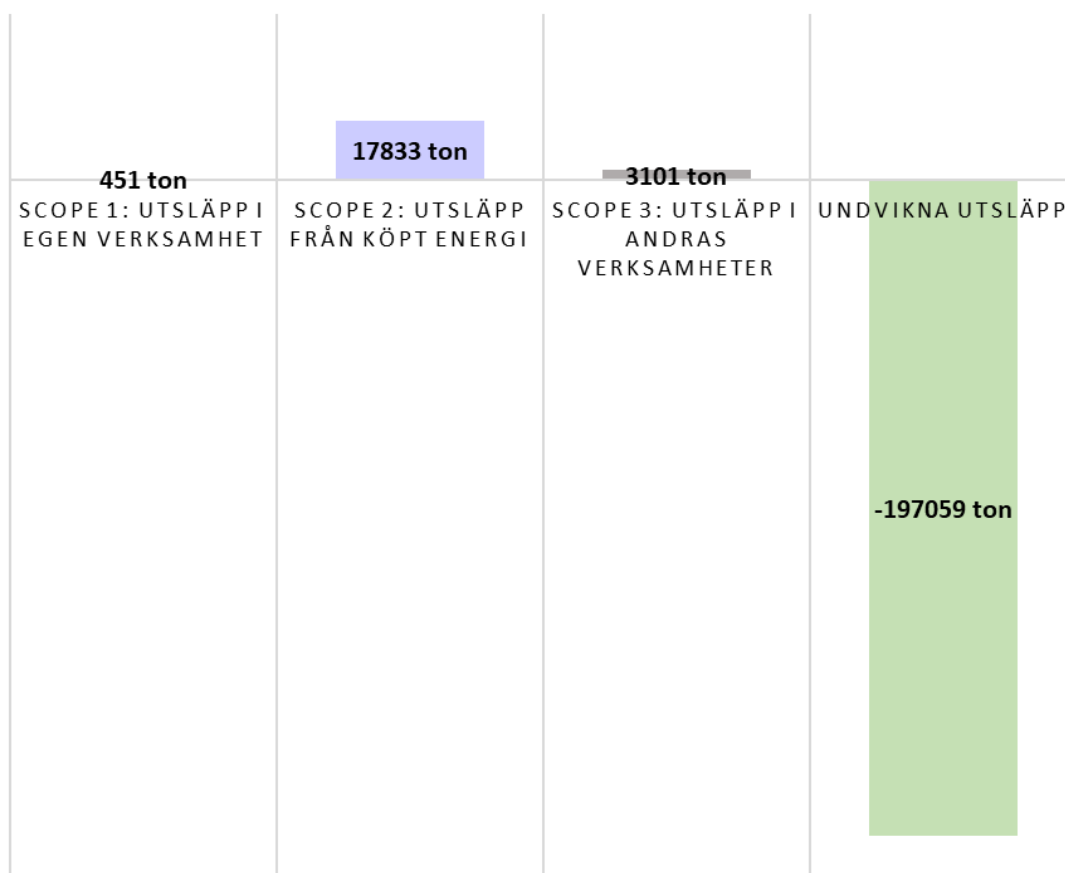 17833 ton
451 ton
3101 ton
SCOPE 1: UTSLÄPP I
EGEN VERKSAMHET
SCOPE 2: UTSLÄPP
FRÅN KÖPT ENERGI
SCOPE 3: UTSLÄPP I
ANDRAS
VERKSAMHETER
UNDVIKNA UTSLÄPP
-197059 ton